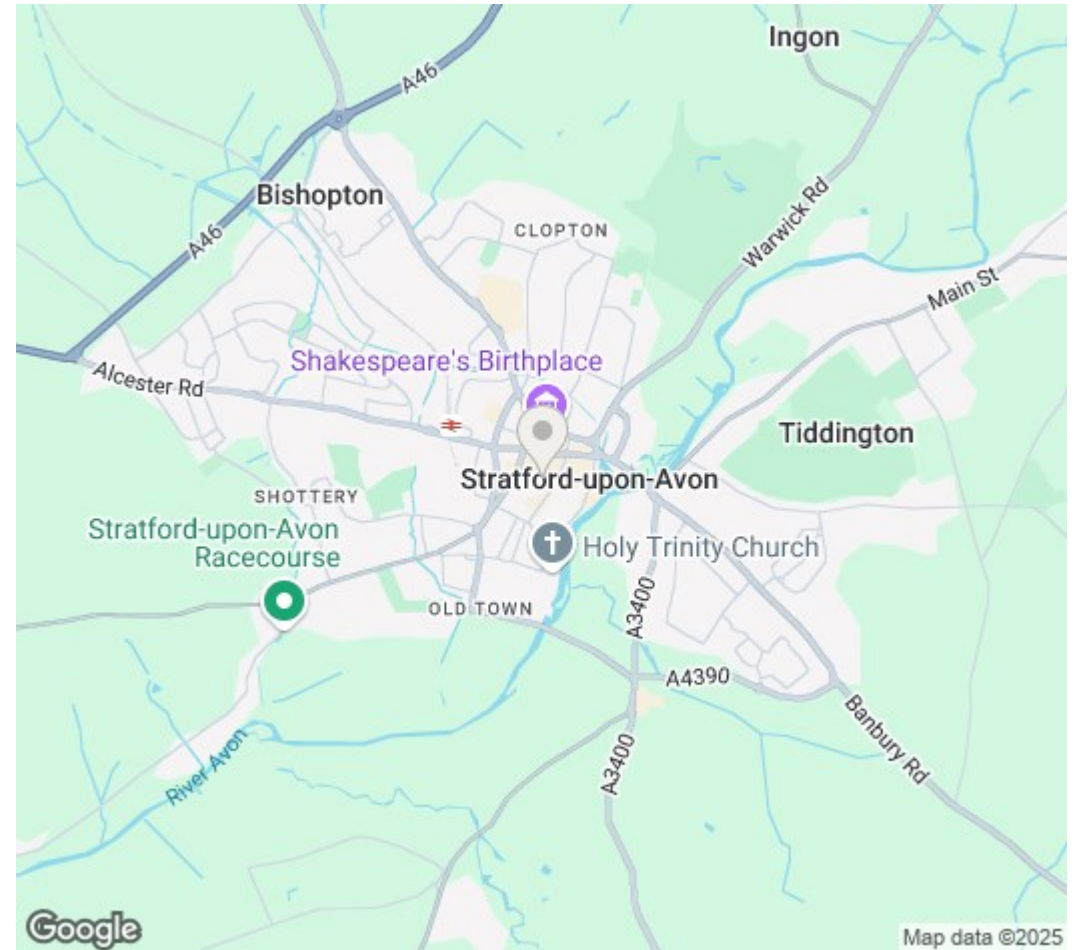 Ingon
A46
Bishopton
CLOPTON
Warwick Rd
A46
Main St
Shakespeare's Birthplace
Alcester Rd
Tiddington
Stratford-upon-Avon
SHOTTERY
Stratford-upon-Avon
Racecourse
Holy Trinity Church
OLD TOWN
A3400
A4390
Banbury Rd
River Avon
A3400
Google
Map data ©2025